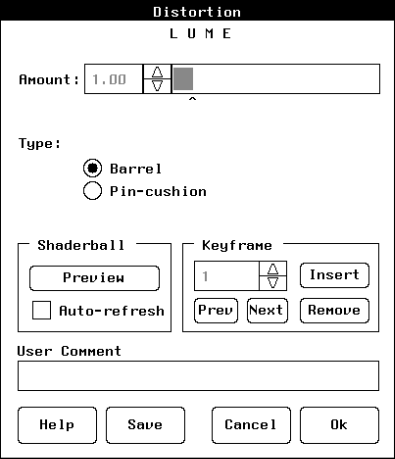 Distortion
L U M E
Amount: 1.00
Type:
Barrel
Pin-cushion
Shaderball
Preview
Auto-refresh
Keyframe
1 Insert
Prev Next Remove
User Comment
Help Save Cancel Ok